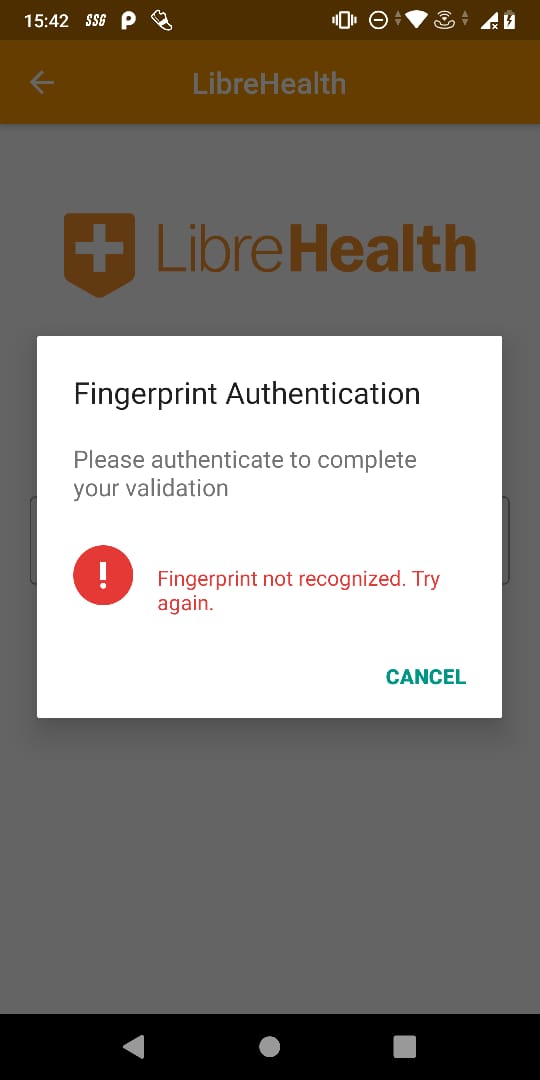 15:42 SSG
LibreHealth
LibreHealth
Fingerprint Authentication
Please authenticate to complete
your validation
Fingerprint not recognized. Try
again.
CANCEL